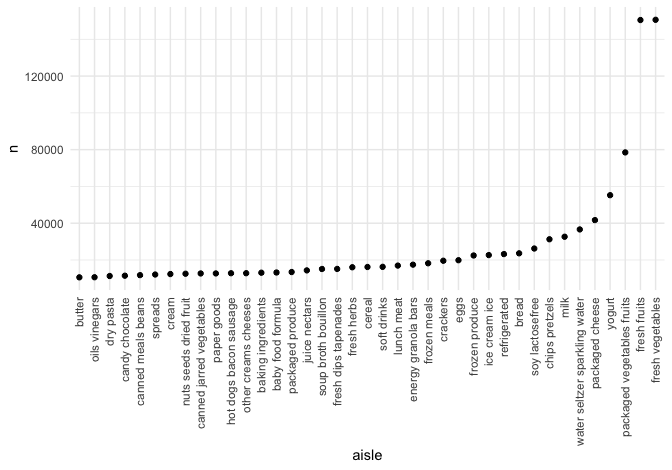 120000
80000
40000
n
butter
oils vinegars
dry pasta
candy chocolate
canned meals beans
spreads
cream
nuts seeds dried fruit
canned jarred vegetables
paper goods
hot dogs bacon sausage
other creams cheeses
baking ingredients
baby food formula
packaged produce
juice nectars
soup broth bouillon
fresh dips tapenades
fresh herbs
cereal
soft drinks
lunch meat
energy granola bars
frozen meals
crackers
eggs
frozen produce
ice cream ice
refrigerated
bread
soy lactosefree
chips pretzels
milk
water seltzer sparkling water
packaged cheese
yogurt
packaged vegetables fruits
fresh fruits
fresh vegetables
aisle